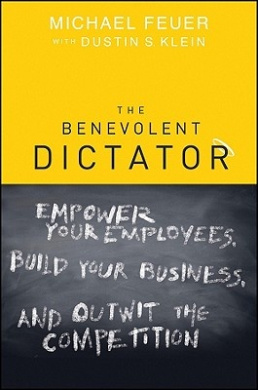 MICHAEL FEUER
WITH DUSTIN S KLEIN
THE
BENEVOLENT
DICTATOR
EMPOWER
YOUR EMPLOYEES,
BUILD YOUR BUSINESS,
AND OUTWIT THE
COMPETITION